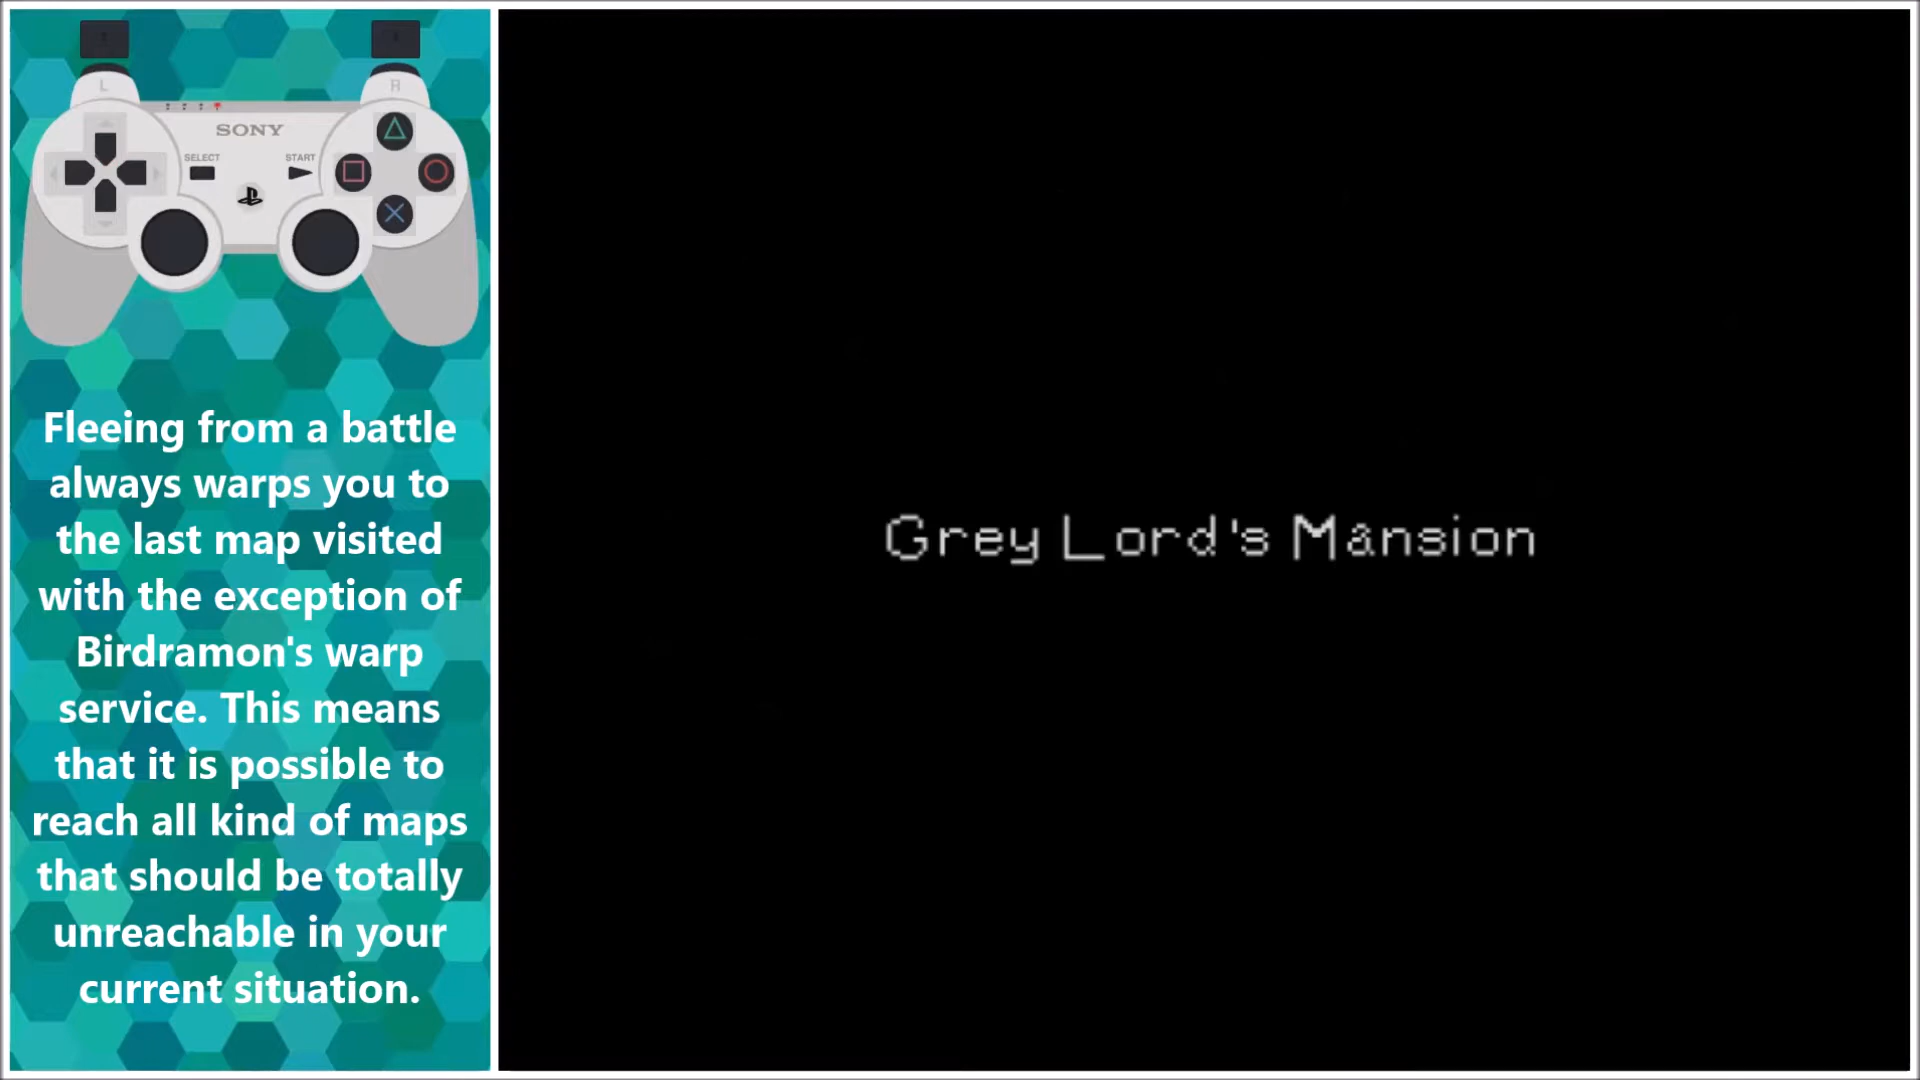 L
R
SONY
SELECT
START
Fleeing from a battle
always warps you to
the last map visited
with the exception of
Birdramon's warp
service. This means
that it is possible to
reach all kind of maps
that should be totally
unreachable in your
current situation.
Grey Lord's Mansion